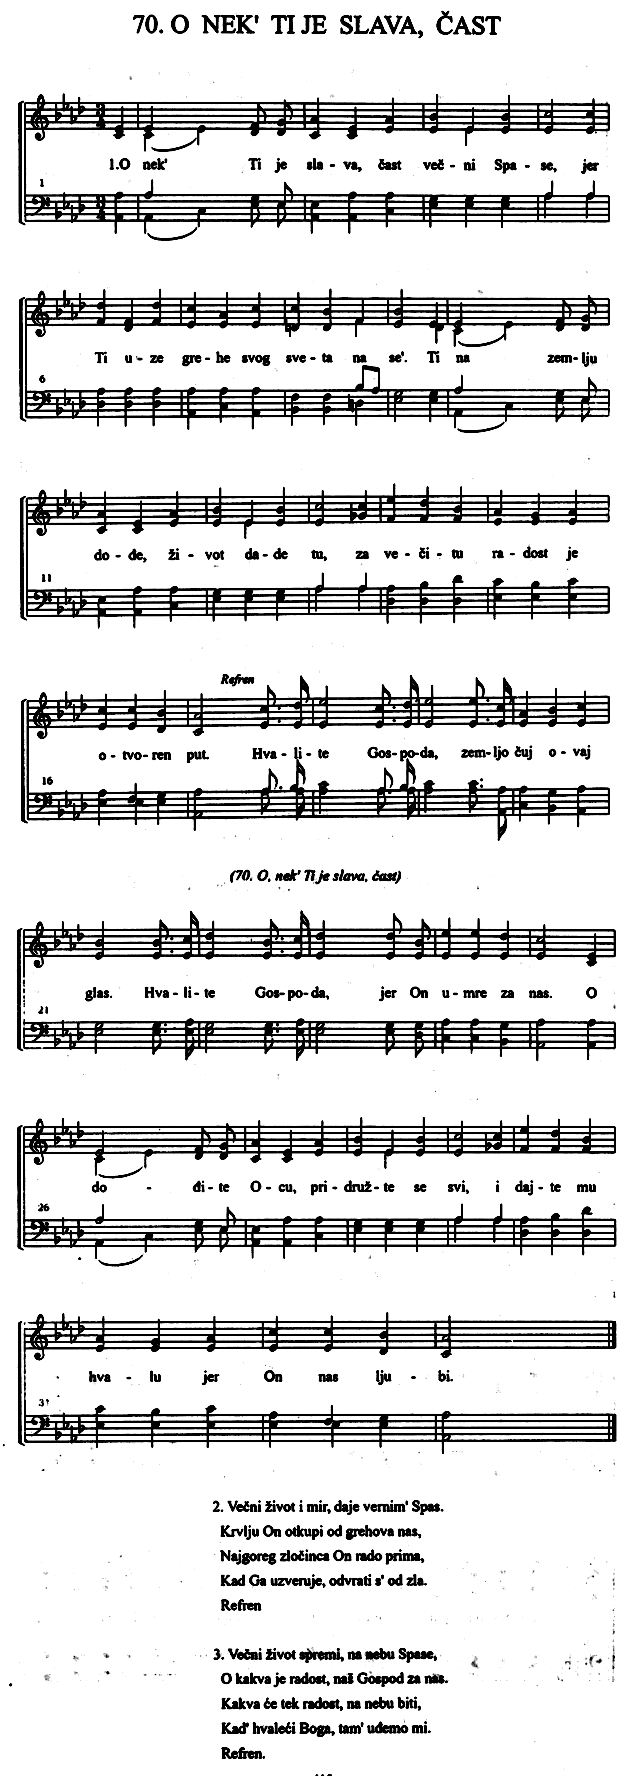 70. O NEK' TI JE SLAVA, ČAST
1.O nek' Ti je sla - va, čast več - ni Spa - se, jer
1
Ti u - ze gre - he svog sve - ta na se'. Ti na zem - lju
6
do - đe, ži - vot da - de tu, za ve - či - tu ra - dost je
11
Refren
o - tvo - ren put. Hva - li - te Gos - po - da, zem - ljo čuj o - vaj
16
(70. O, nek' Ti je slava, čast)
glas. Hva - li - te Gos - po - da, jer On u - mre za nas. O
21
do - đi - te O - cu, pri - druž - te se svi, i daj - te mu
26
hva - lu jer On nas lju - bi.
2. Večni život i mir, daje vernim' Spas.
Krvlju On otkupi od grehova nas,
Najgoreg zločinca On rado prima,
Kad Ga uzveruje, odvrati s' od zla.
Refren
3. Večni život spremi, na nebu Spase,
O kakva je radost, naš Gospod za nas.
Kakva će tek radost, na nebu biti,
Kad' hvaleći Boga, tam' uđemo mi.
Refren.